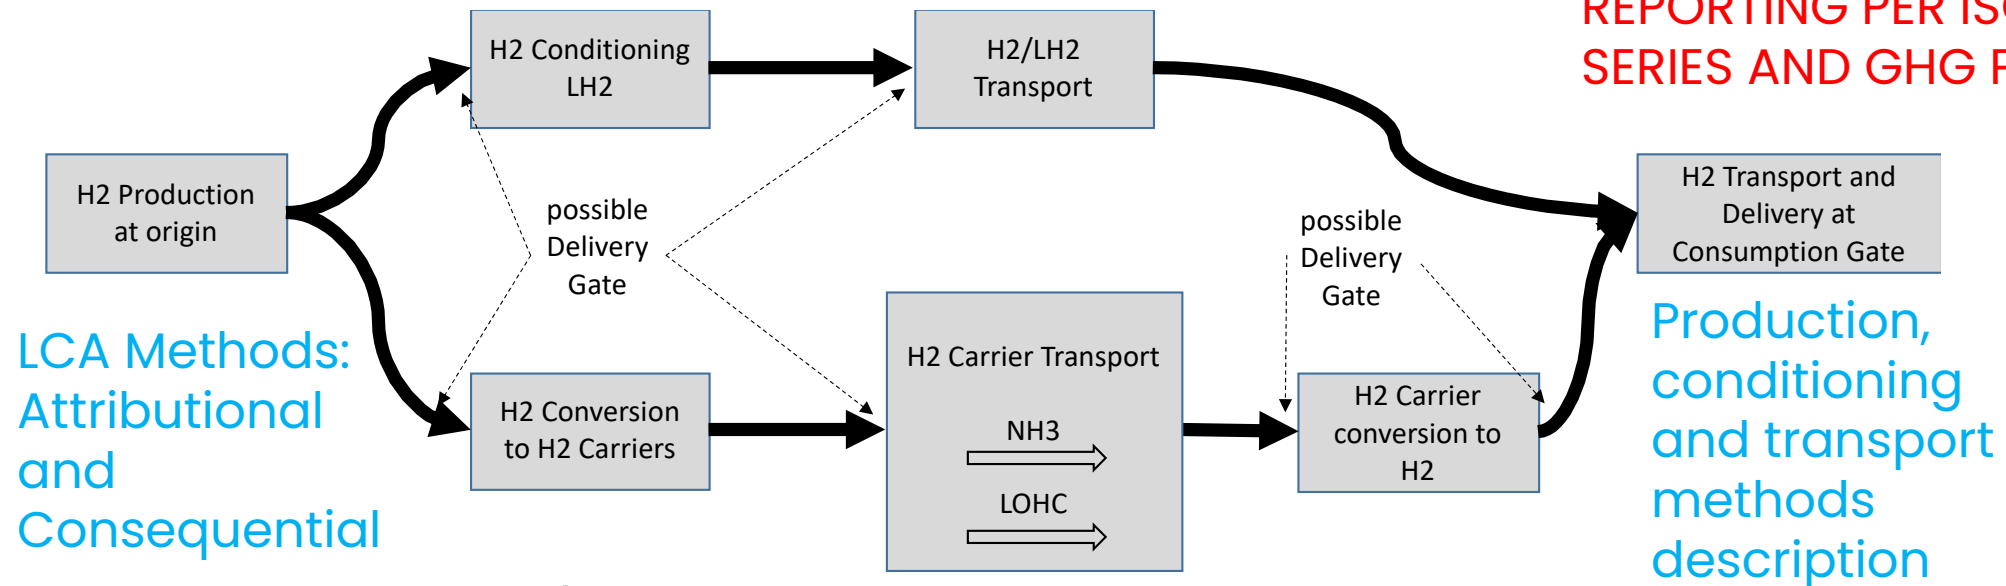 REPORTING PER
SERIES AND GHG
H2 Conditioning
LH2
H2/LH2
Transport
H2 Production
at origin
possible
Delivery
Gate
possible
Delivery
Gate
H2 Transport and
Delivery at
Consumption Gate
LCA Methods:
Attributional
and
Consequential
H2 Conversion
to H2 Carriers
H2 Carrier Transport
NH3
LOHC
H2 Carrier
conversion to
H2
Production,
conditioning
and transport
methods
description